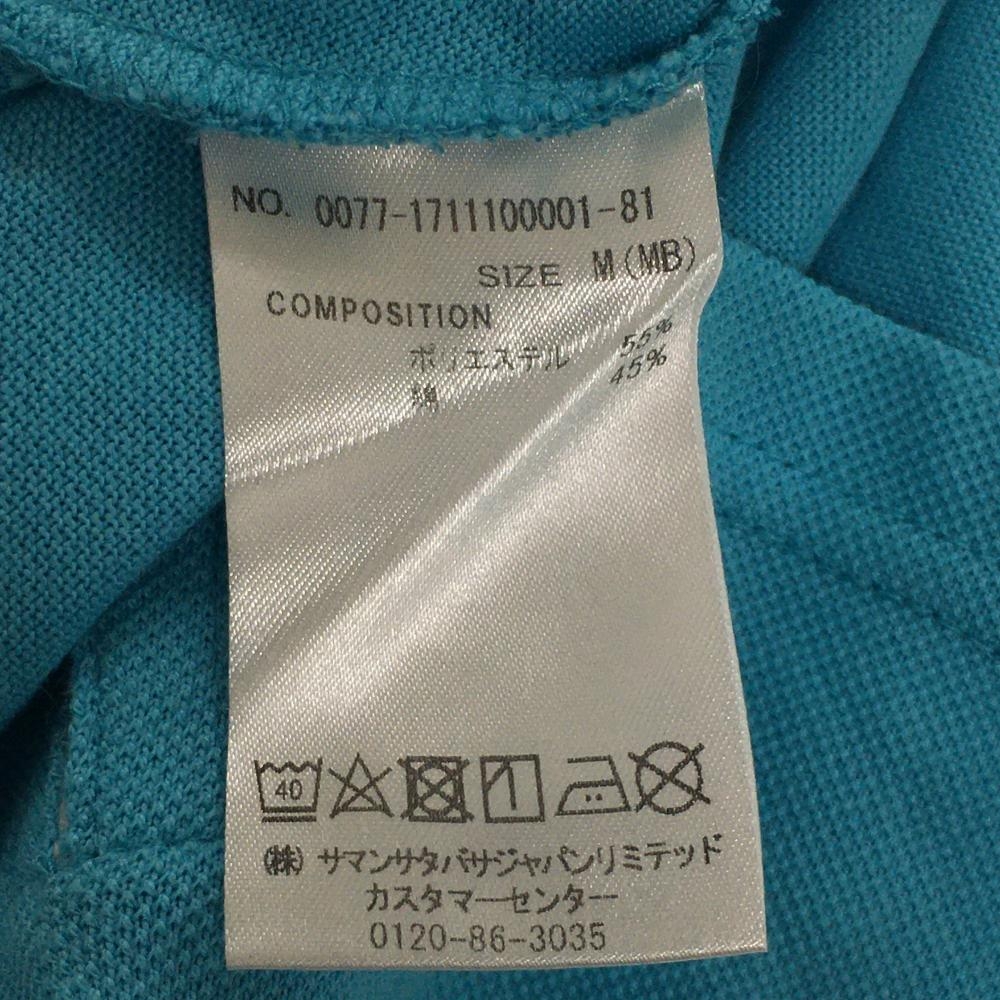 NO. 0077-1711100001-81
SIZE M(MB)
COMPOSITION
ポリエステル 55%
綿 45%
40
(株) サマンサタバサジャパンリミテッド
カスタマーセンター
0120-86-3035